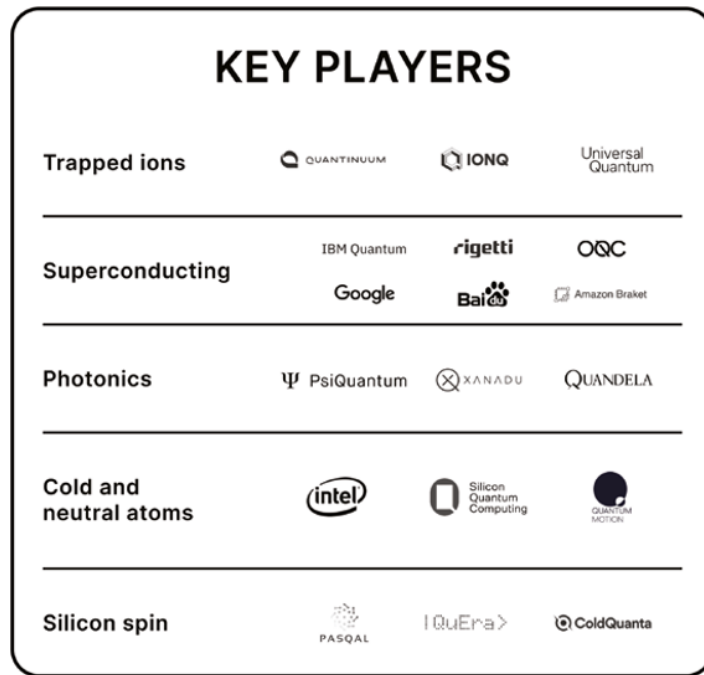 KEY PLAYERS
Trapped ions
QUANTINUUM
IONQ
Universal
Quantum
Superconducting
IBM Quantum
rigetti
OQC
Google
Baidu
Amazon Braket
Photonics
Ψ PsiQuantum
XANADU
QUANDELA
Cold and
neutral atoms
intel
Silicon
Quantum
Computing
QUANTUM
MOTION
Silicon spin
PASQAL
|QuEra>
ColdQuanta